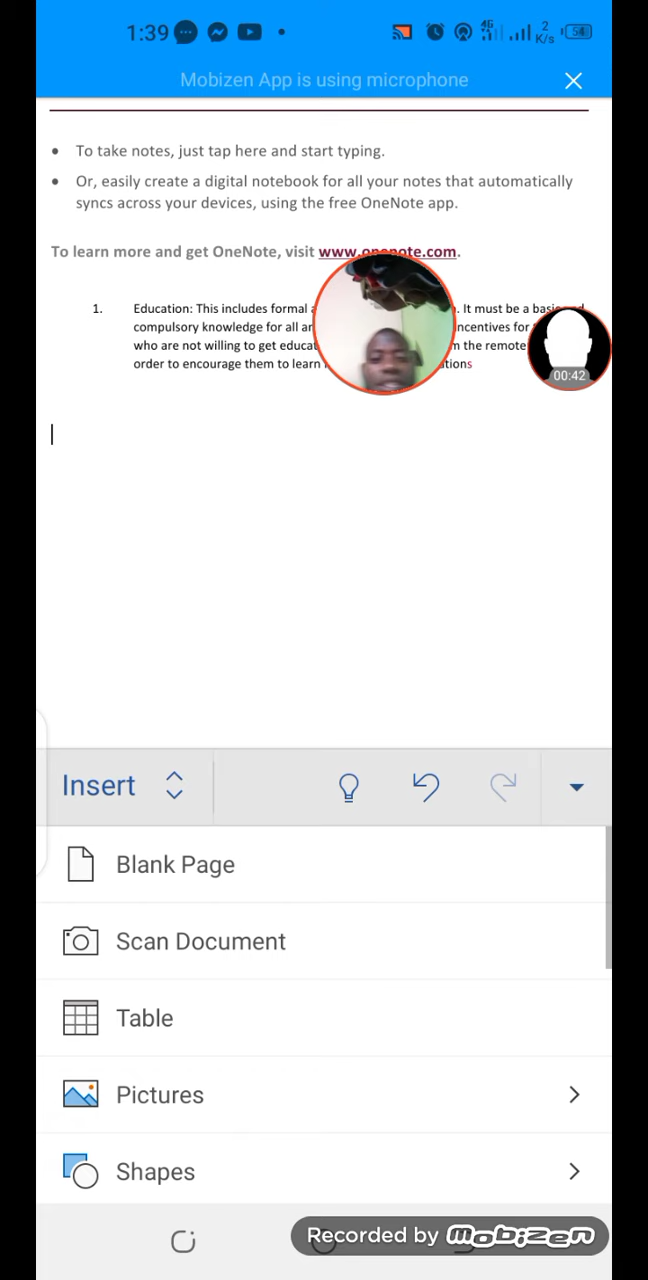 1:39 4G 2 K/s 54
Mobizen App is using microphone
To take notes, just tap here and start typing.
Or, easily create a digital notebook for all your notes that automatically
syncs across your devices, using the free OneNote app.
To learn more and get OneNote, visit www.onenote.com.
1. Education: This includes formal . It must be a basic
compulsory knowledge for all incentives for
who are not willing to get the remote
order to encourage them to learn
00:42
Insert
Blank Page
Scan Document
Table
Pictures
Shapes
Recorded by mobizen